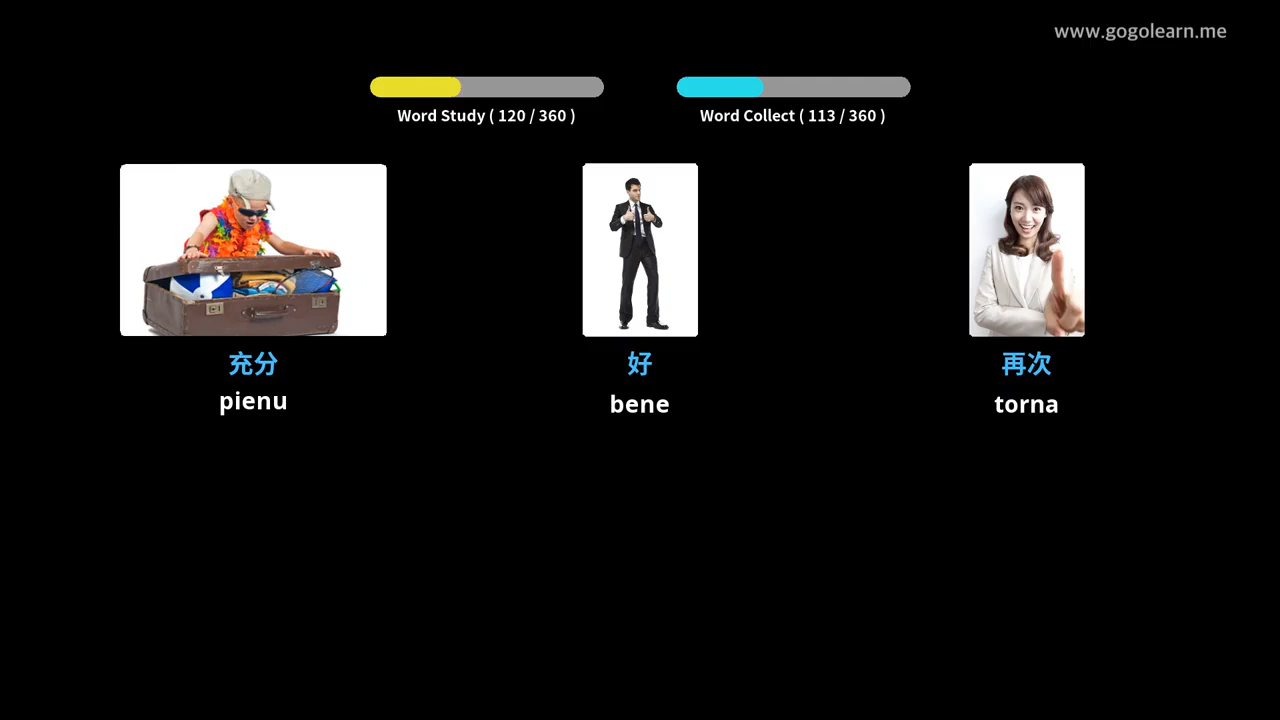 www.gogolearn.me
Word Study ( 120 / 360 )
Word Collect ( 113 / 360 )
充分
好
再次
pienu
bene
torna